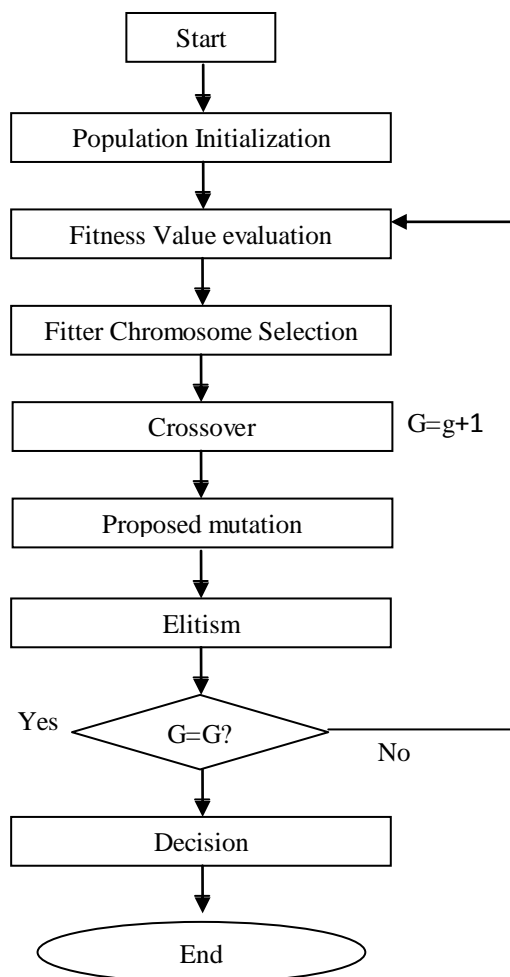 Start
Population Initialization
Fitness Value evaluation
Fitter Chromosome Selection
Crossover
G=g+1
Proposed mutation
Elitism
Yes
G=G?
No
Decision
End